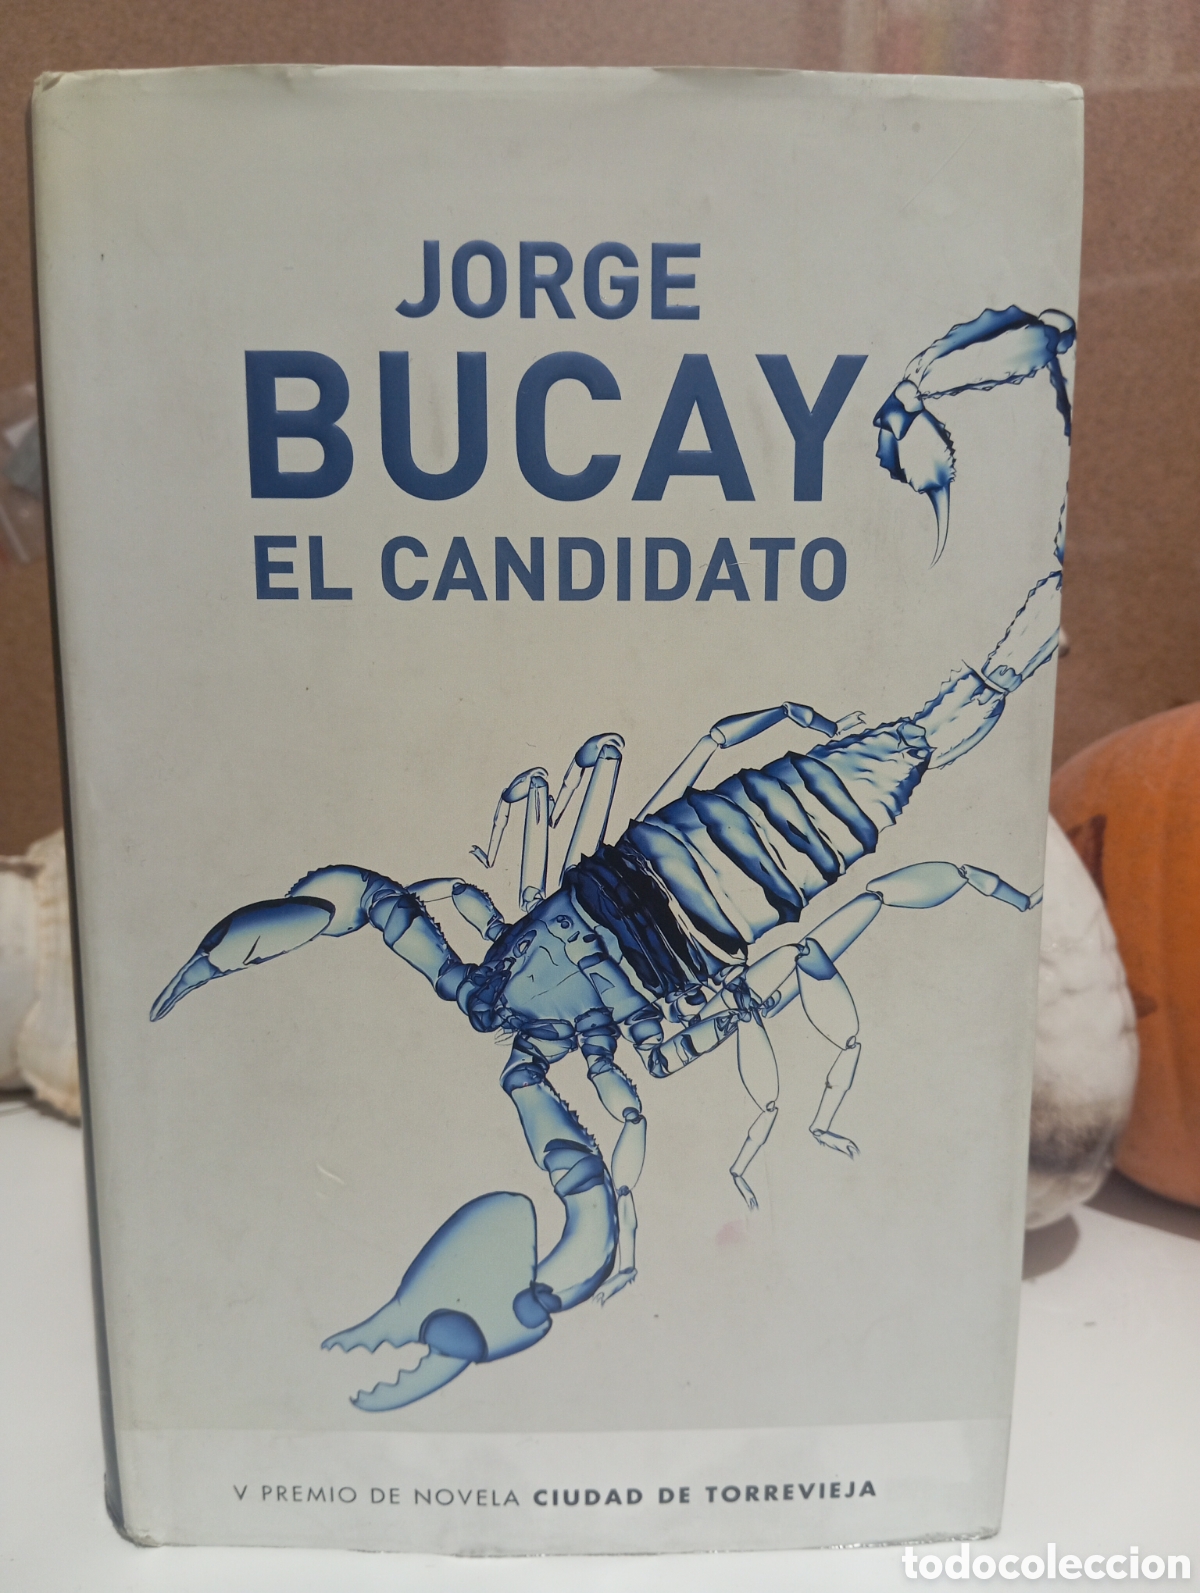 JORGE
BUCAY
EL CANDIDATO
V PREMIO DE NOVELA CIUDAD DE TORREVIEJA
todocoleccion